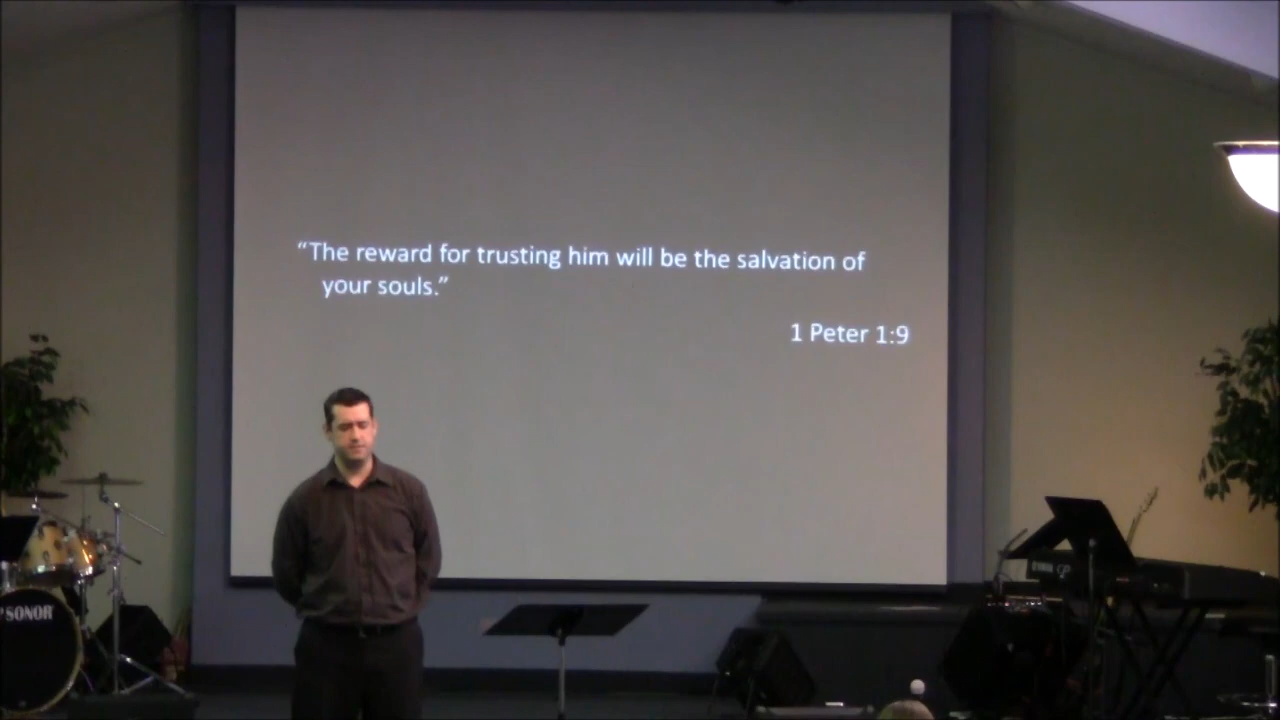 “The reward for trusting him will be the salvation of
your souls.”
1 Peter 1:9
SONOR